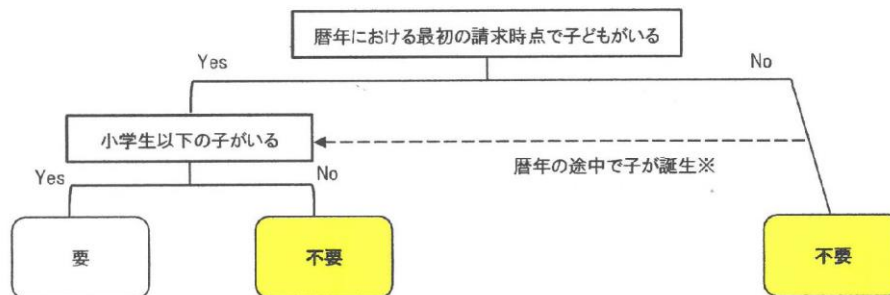 暦年における最初の請求時点で子どもがいる
Yes
No
小学生以下の子がいる
暦年の途中で子が誕生※
Yes
No
要
不要
不要